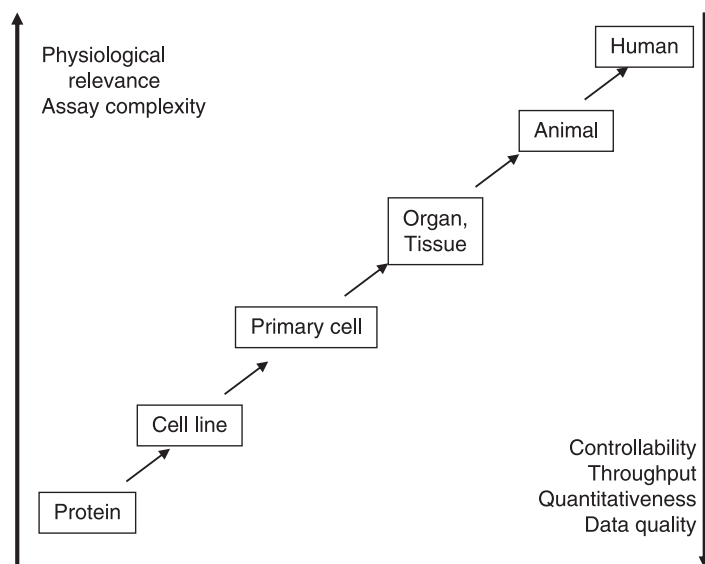 Physiological
relevance
Assay complexity
Human
Animal
Organ,
Tissue
Primary cell
Cell line
Protein
Controllability
Throughput
Quantitativeness
Data quality